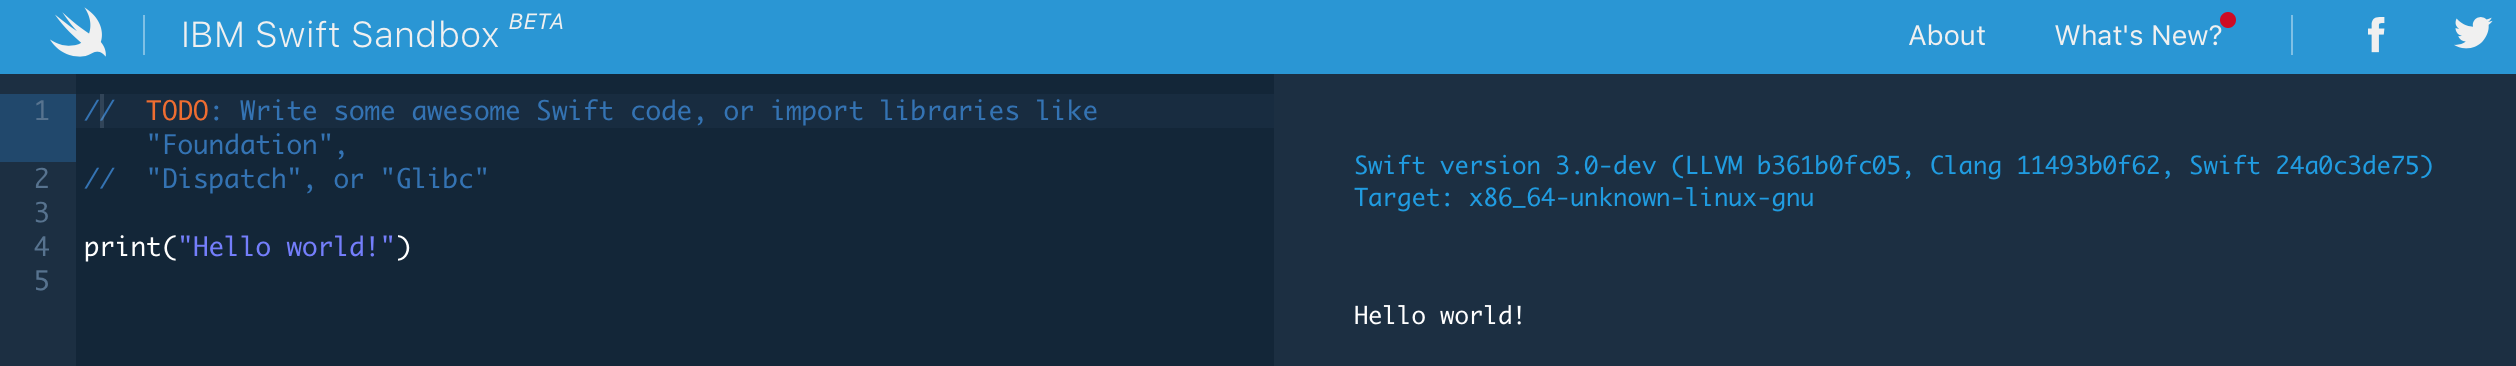 IBM Swift Sandbox BETA
About
What's New?
1 //  TODO: Write some awesome Swift code, or import libraries like
"Foundation",
2 //  "Dispatch", or "Glibc"
3
4 print("Hello world!")
5
Swift version 3.0-dev (LLVM b361b0fc05, Clang 11493b0f62, Swift 24a0c3de75)
Target: x86_64-unknown-linux-gnu
Hello world!